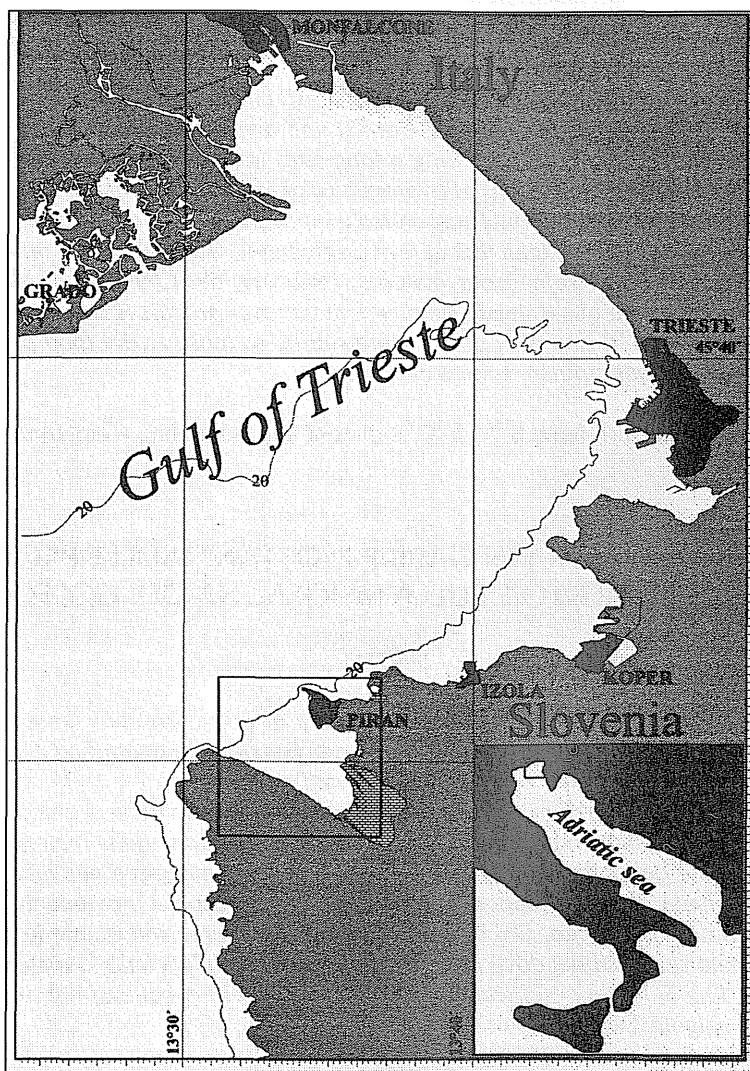 MONFALCONE
Italy
GRADO
TRIESTE
45°40'
Gulf of Trieste
20
20
20
KOPER
IZOLA
PIRAN
Slovenia
Adriatic sea
13°30'